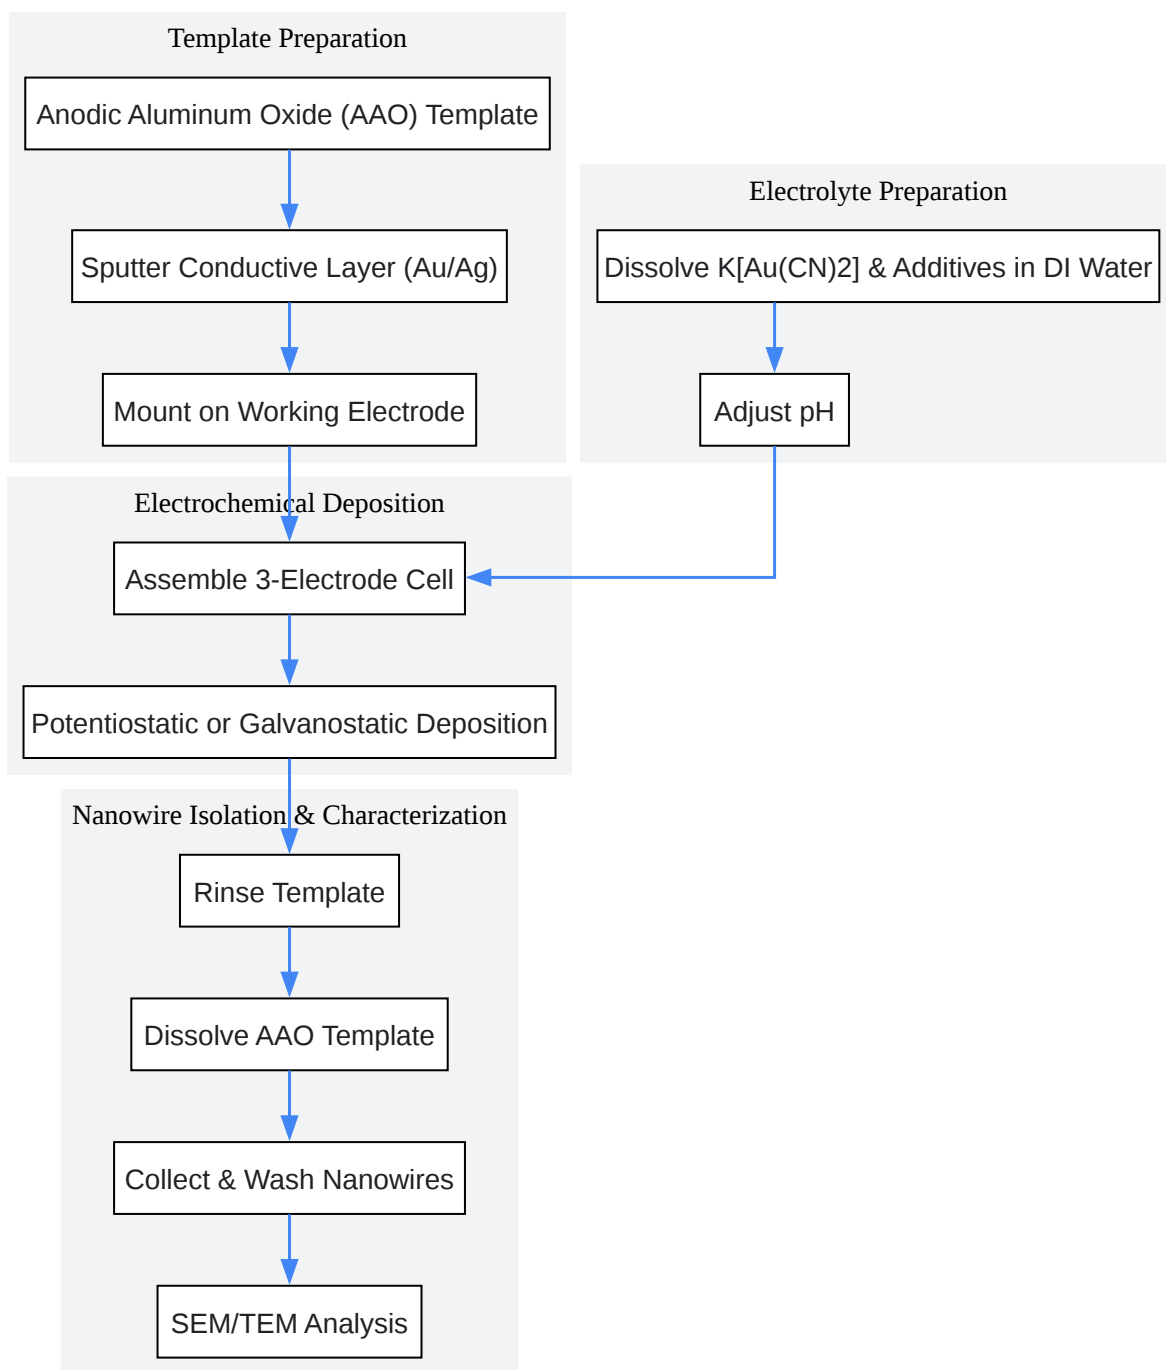 Template Preparation
Anodic Aluminum Oxide (AAO) Template
Sputter Conductive Layer (Au/Ag)
Mount on Working Electrode
Electrolyte Preparation
Dissolve K[Au(CN)2] & Additives in DI Water
Adjust pH
Electrochemical Deposition
Assemble 3-Electrode Cell
Potentiostatic or Galvanostatic Deposition
Nanowire Isolation & Characterization
Rinse Template
Dissolve AAO Template
Collect & Wash Nanowires
SEM/TEM Analysis